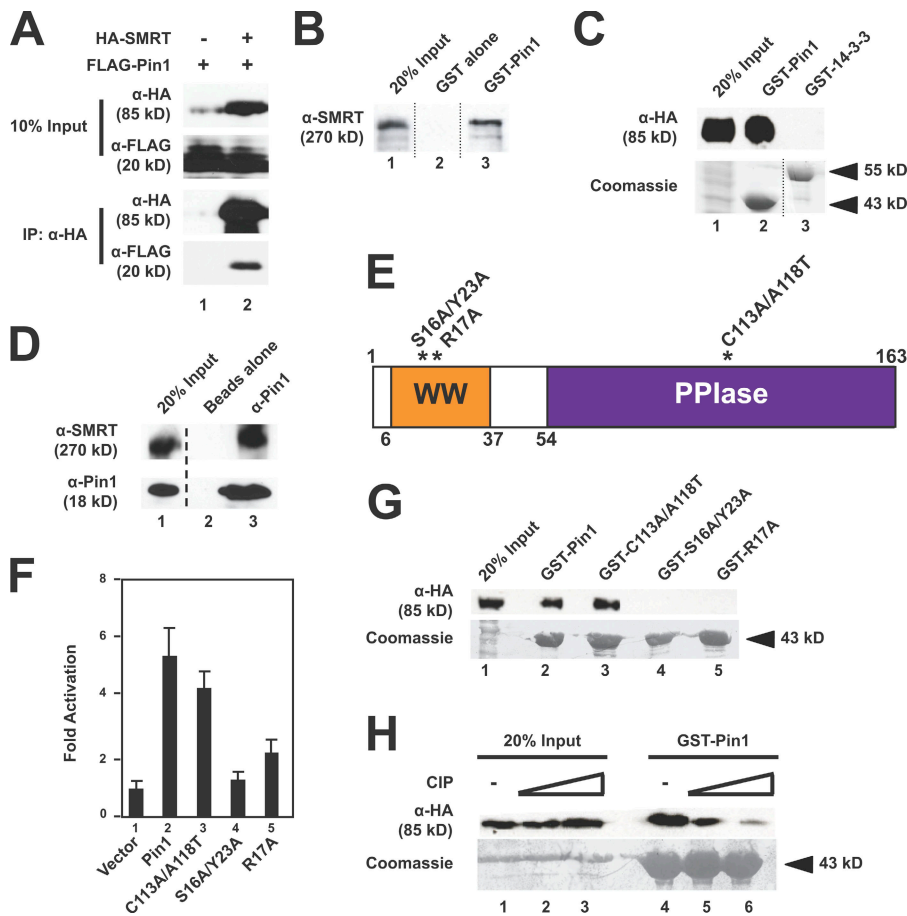 A
HA-SMRT - +
FLAG-Pin1 + +
10% Input
α-HA
(85 kD)
α-FLAG
(20 kD)
IP: α-HA
α-HA
(85 kD)
α-FLAG
(20 kD)
1 2
B
20% Input
GST alone
GST-Pin1
α-SMRT
(270 kD)
1 2 3
C
20% Input
GST-Pin1
GST-14-3-3
α-HA
(85 kD)
Coomassie
55 kD
43 kD
1 2 3
D
20% Input
Beads alone
α-Pin1
α-SMRT
(270 kD)
α-Pin1
(18 kD)
1 2 3
E
S16A/Y23A
R17A
C113A/A118T
1 ** * 163
WW PPIase
6 37 54
F
Fold Activation
8
6
4
2
0
1 2 3 4 5
Vector
Pin1
C113A/A118T
S16A/Y23A
R17A
G
20% Input
GST-Pin1
GST-C113A/A118T
GST-S16A/Y23A
GST-R17A
α-HA
(85 kD)
Coomassie
43 kD
1 2 3 4 5
H
20% Input GST-Pin1
CIP - -
α-HA
(85 kD)
Coomassie
43 kD
1 2 3 4 5 6